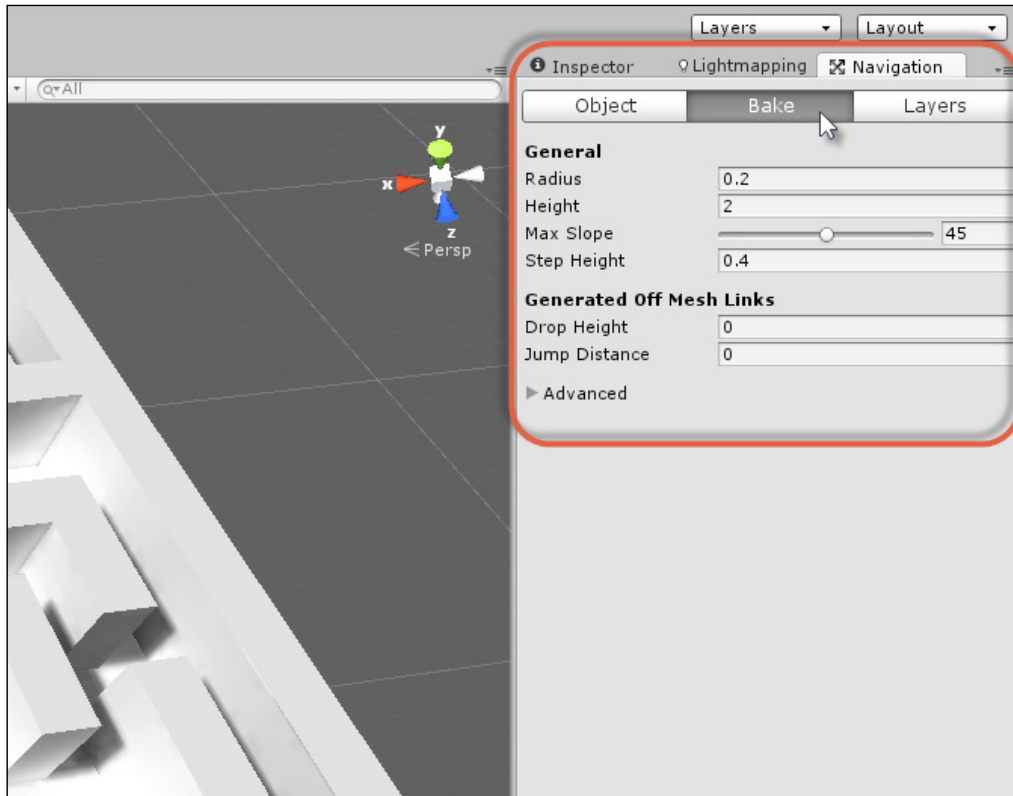 Layers Layout
Inspector Lightmapping Navigation
All
Object Bake Layers
y
x
z
Persp
General
Radius 0.2
Height 2
Max Slope 45
Step Height 0.4
Generated Off Mesh Links
Drop Height 0
Jump Distance 0
Advanced